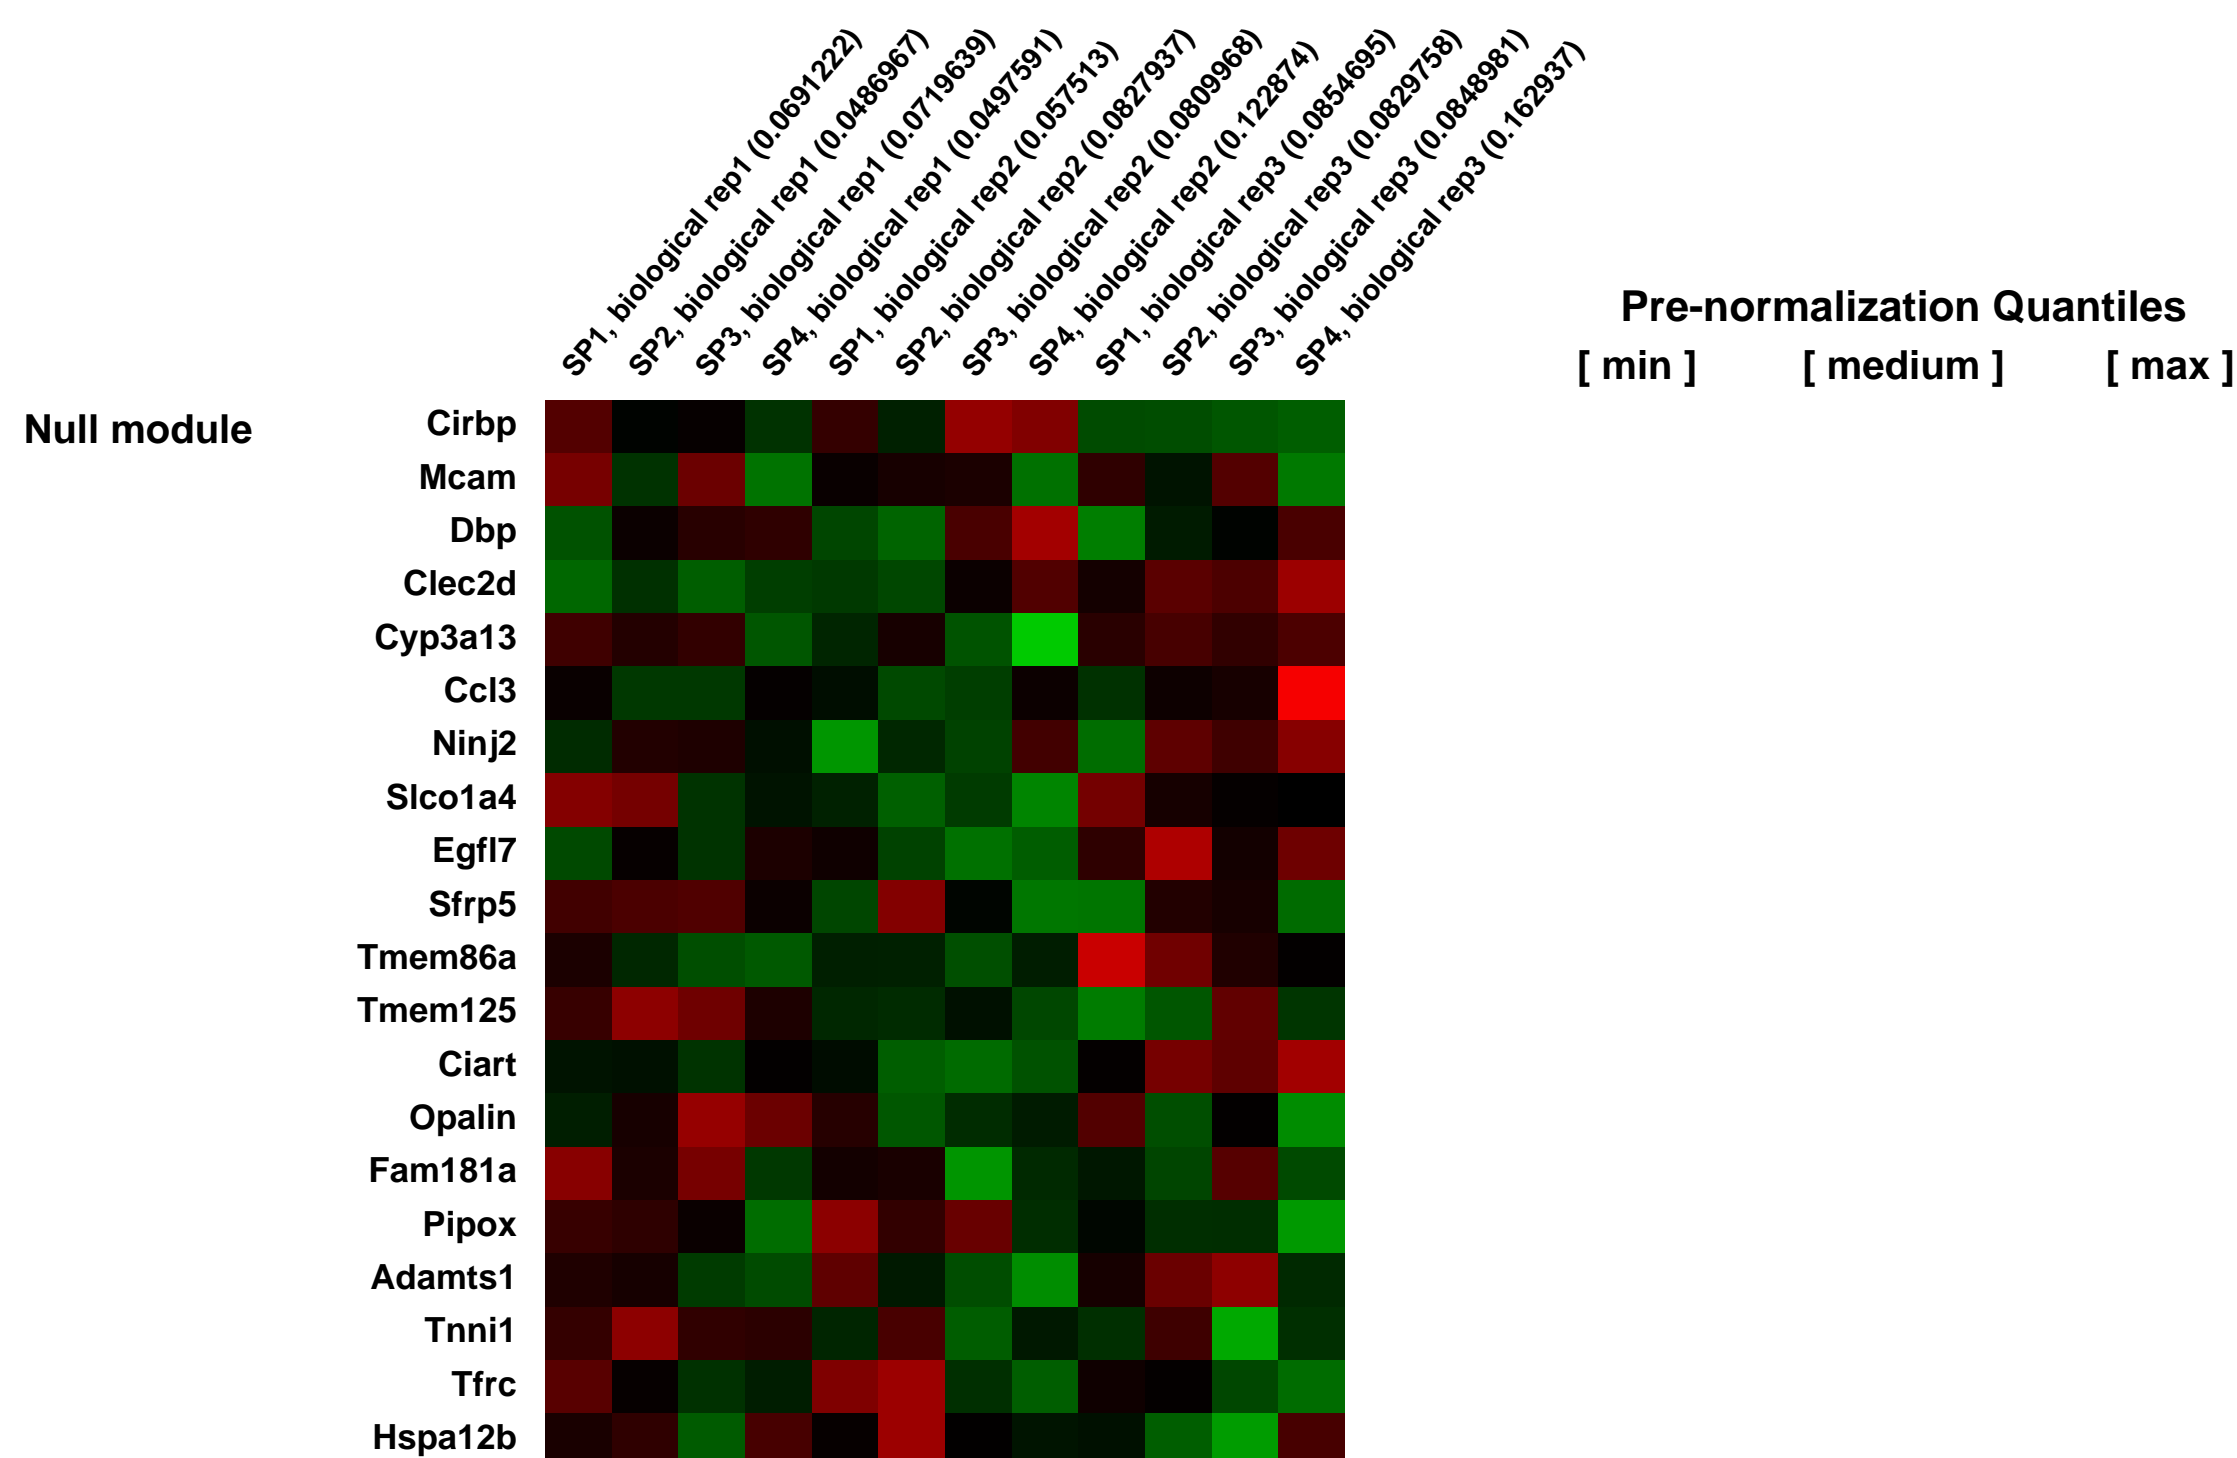 SP1, biological rep1 (0.0691222)
SP2, biological rep1 (0.0486967)
SP3, biological rep1 (0.0719639)
SP4, biological rep1 (0.0497591)
SP1, biological rep2 (0.057513)
SP2, biological rep2 (0.0827937)
SP3, biological rep2 (0.0809968)
SP4, biological rep2 (0.122874)
SP1, biological rep3 (0.0854695)
SP2, biological rep3 (0.0829758)
SP3, biological rep3 (0.0848981)
SP4, biological rep3 (0.162937)
Pre-normalization Quantiles
[ min ] [ medium ] [ max ]
Null module
Cirbp
Mcam
Dbp
Clec2d
Cyp3a13
Ccl3
Ninj2
Slco1a4
Egfl7
Sfrp5
Tmem86a
Tmem125
Ciart
Opalin
Fam181a
Pipox
Adamts1
Tnni1
Tfrc
Hspa12b